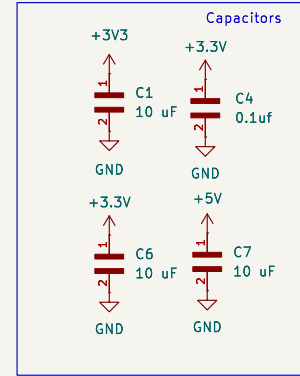 Capacitors
+3V3
1
C1
10 uF
2
GND
+3.3V
1
C4
0.1uf
2
GND
+3.3V
1
C6
10 uF
2
GND
+5V
1
C7
10 uF
2
GND